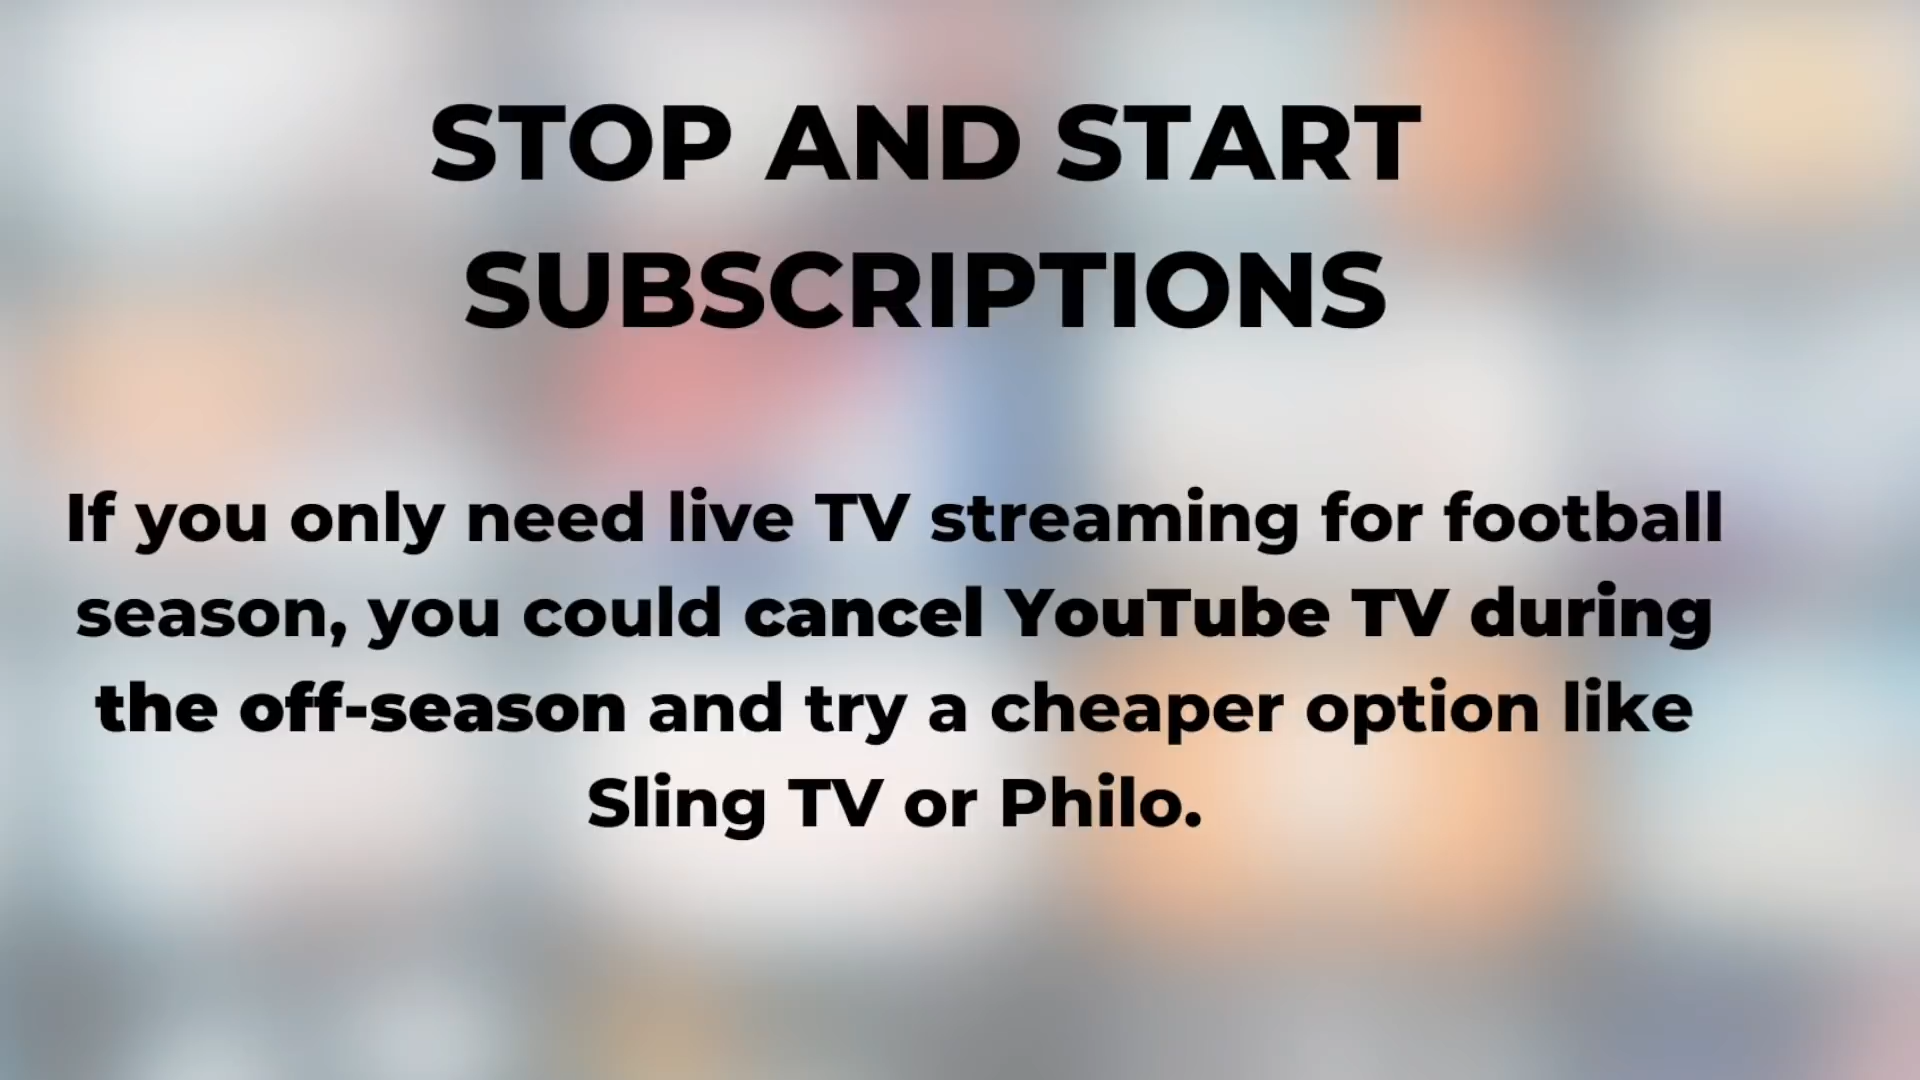 STOP AND START
SUBSCRIPTIONS
If you only need live TV streaming for football
season, you could cancel YouTube TV during
the off-season and try a cheaper option like
Sling TV or Philo.